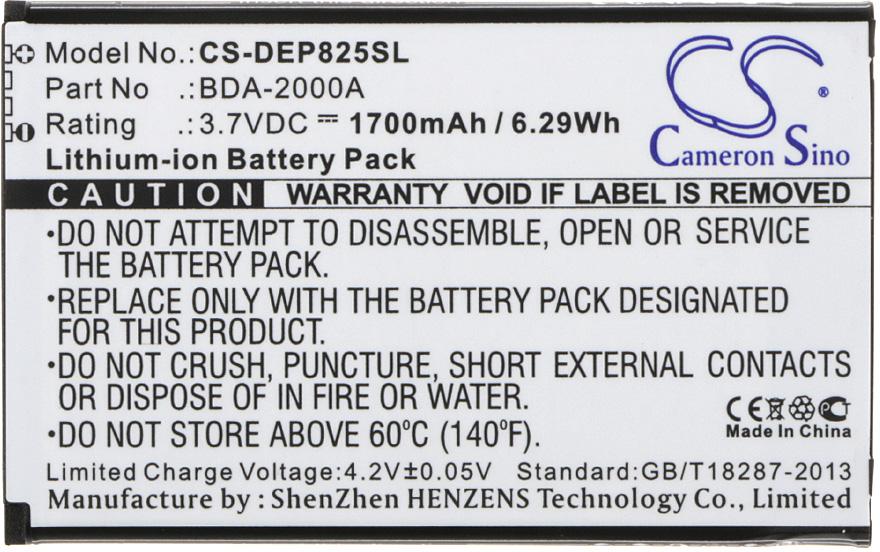 Model No.: CS-DEP825SL
Part No .: BDA-2000A
Rating .: 3.7VDC ⎓ 1700mAh / 6.29Wh
Lithium-ion Battery Pack
CS ®
Cameron Sino
CAUTION WARRANTY VOID IF LABEL IS REMOVED
·DO NOT ATTEMPT TO DISASSEMBLE, OPEN OR SERVICE
THE BATTERY PACK.
·REPLACE ONLY WITH THE BATTERY PACK DESIGNATED
FOR THIS PRODUCT.
·DO NOT CRUSH, PUNCTURE, SHORT EXTERNAL CONTACTS
OR DISPOSE OF IN FIRE OR WATER.
·DO NOT STORE ABOVE 60°C (140°F).
CE
Made In China
Limited Charge Voltage:4.2V±0.05V Standard:GB/T18287-2013
Manufacture by : ShenZhen HENZENS Technology Co., Limited